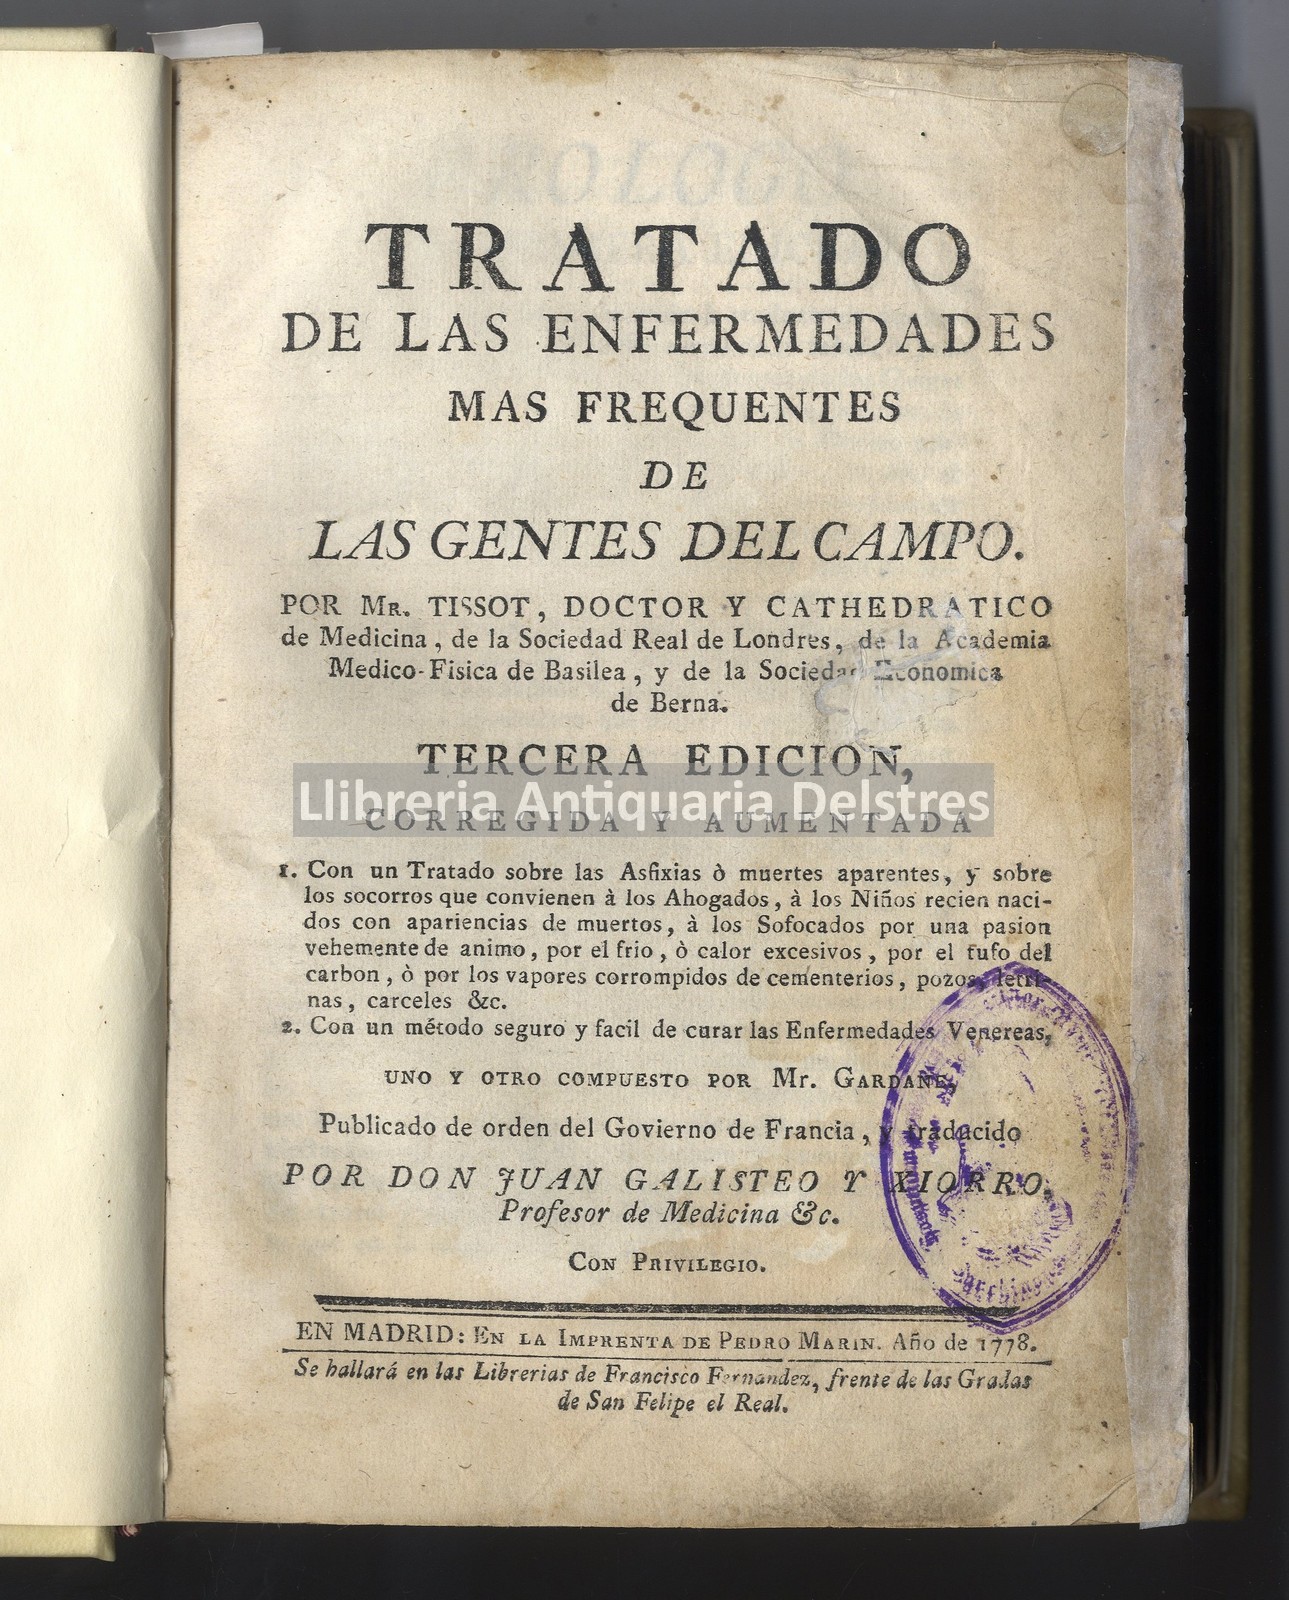 TRATADO
DE LAS ENFERMEDADES
MAS FREQUENTES
DE
LAS GENTES DEL CAMPO.
POR MR. TISSOT, DOCTOR Y CATHEDRATICO
de Medicina, de la Sociedad Real de Londres, de la Academia
Medico-Fisica de Basilea, y de la Sociedad Economica
de Berna.
TERCERA EDICION,
Llibreria Antiquaria Delstres
CORREGIDA Y AUMENTADA
1. Con un Tratado sobre las Asfixias ò muertes aparentes, y sobre
los socorros que convienen à los Ahogados, à los Niños recien naci-
dos con apariencias de muertos, à los Sofocados por una pasion
vehemente de animo, por el frio, ò calor excesivos, por el tufo del
carbon, ò por los vapores corrompidos de cementerios, pozos, letri-
nas, carceles &c.
2. Con un método seguro y facil de curar las Enfermedades Venereas,
UNO Y OTRO COMPUESTO POR Mr. GARDANE,
Publicado de orden del Govierno de Francia, y traducido
POR DON JUAN GALISTEO Y XIORRO,
Profesor de Medicina &c.
CON PRIVILEGIO.
EN MADRID: EN LA IMPRENTA DE PEDRO MARIN. Año de 1778.
Se hallará en las Librerias de Francisco Fernandez, frente de las Gradas
de San Felipe el Real.